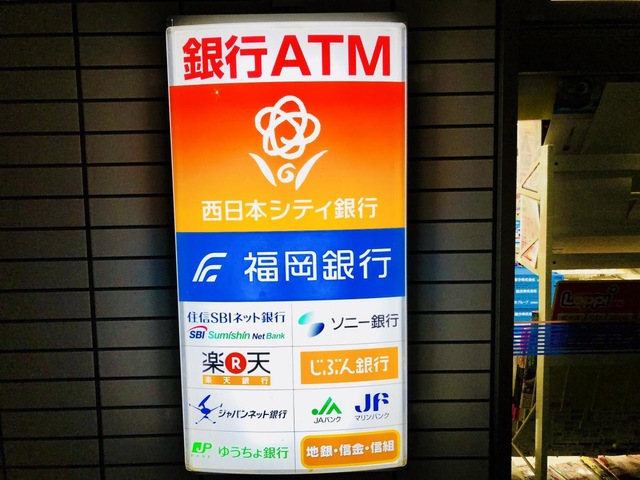 銀行ATM
西日本シティ銀行
福岡銀行
住信SBIネット銀行
SBI Sumishin Net Bank
ソニー銀行
楽R天
楽天銀行
じぶん銀行
ジャパンネット銀行
JA
JAバンク
JF
マリンバンク
JP
ゆうちょ銀行
地銀・信金・信組
Loppi